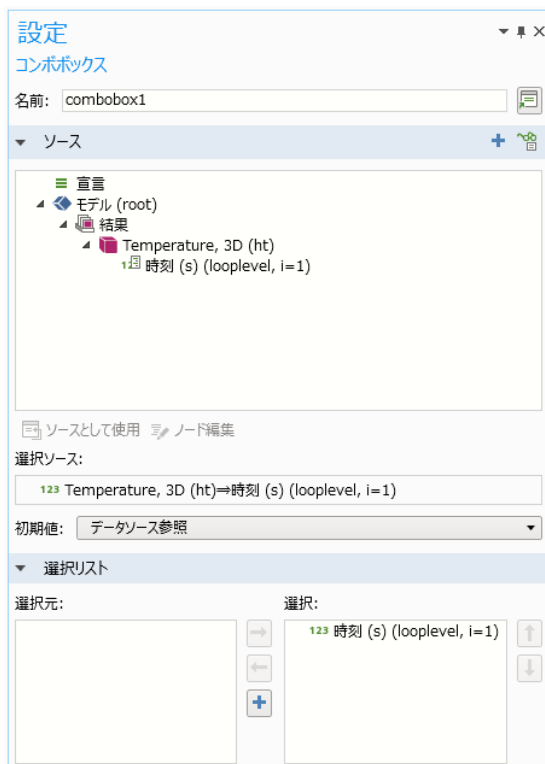 設定
コンボボックス
名前: combobox1
ソース
宣言
モデル (root)
結果
Temperature, 3D (ht)
時刻 (s) (looplevel, i=1)
ソースとして使用 ノード編集
選択ソース:
123 Temperature, 3D (ht)⇒時刻 (s) (looplevel, i=1)
初期値: データソース参照
選択リスト
選択元: 選択:
123 時刻 (s) (looplevel, i=1)